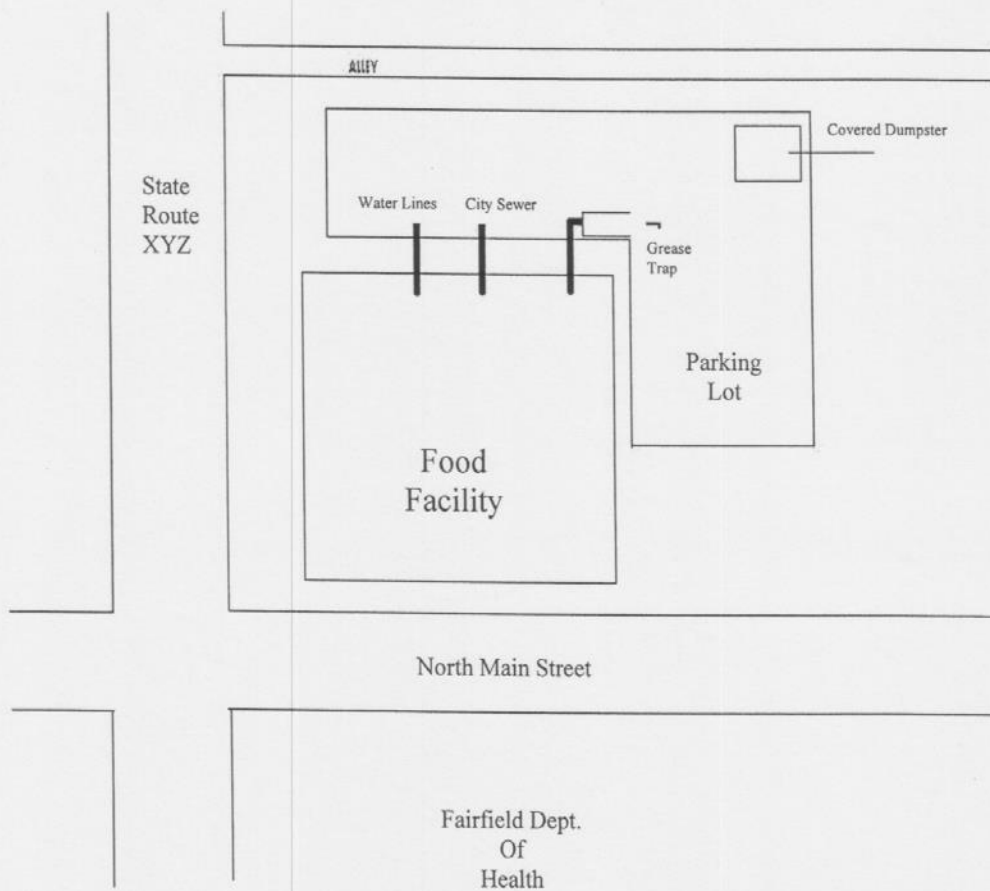 ALLEY
Covered Dumpster
State
Route
XYZ
Water Lines
City Sewer
Grease
Trap
Parking
Lot
Food
Facility
North Main Street
Fairfield Dept.
Of
Health